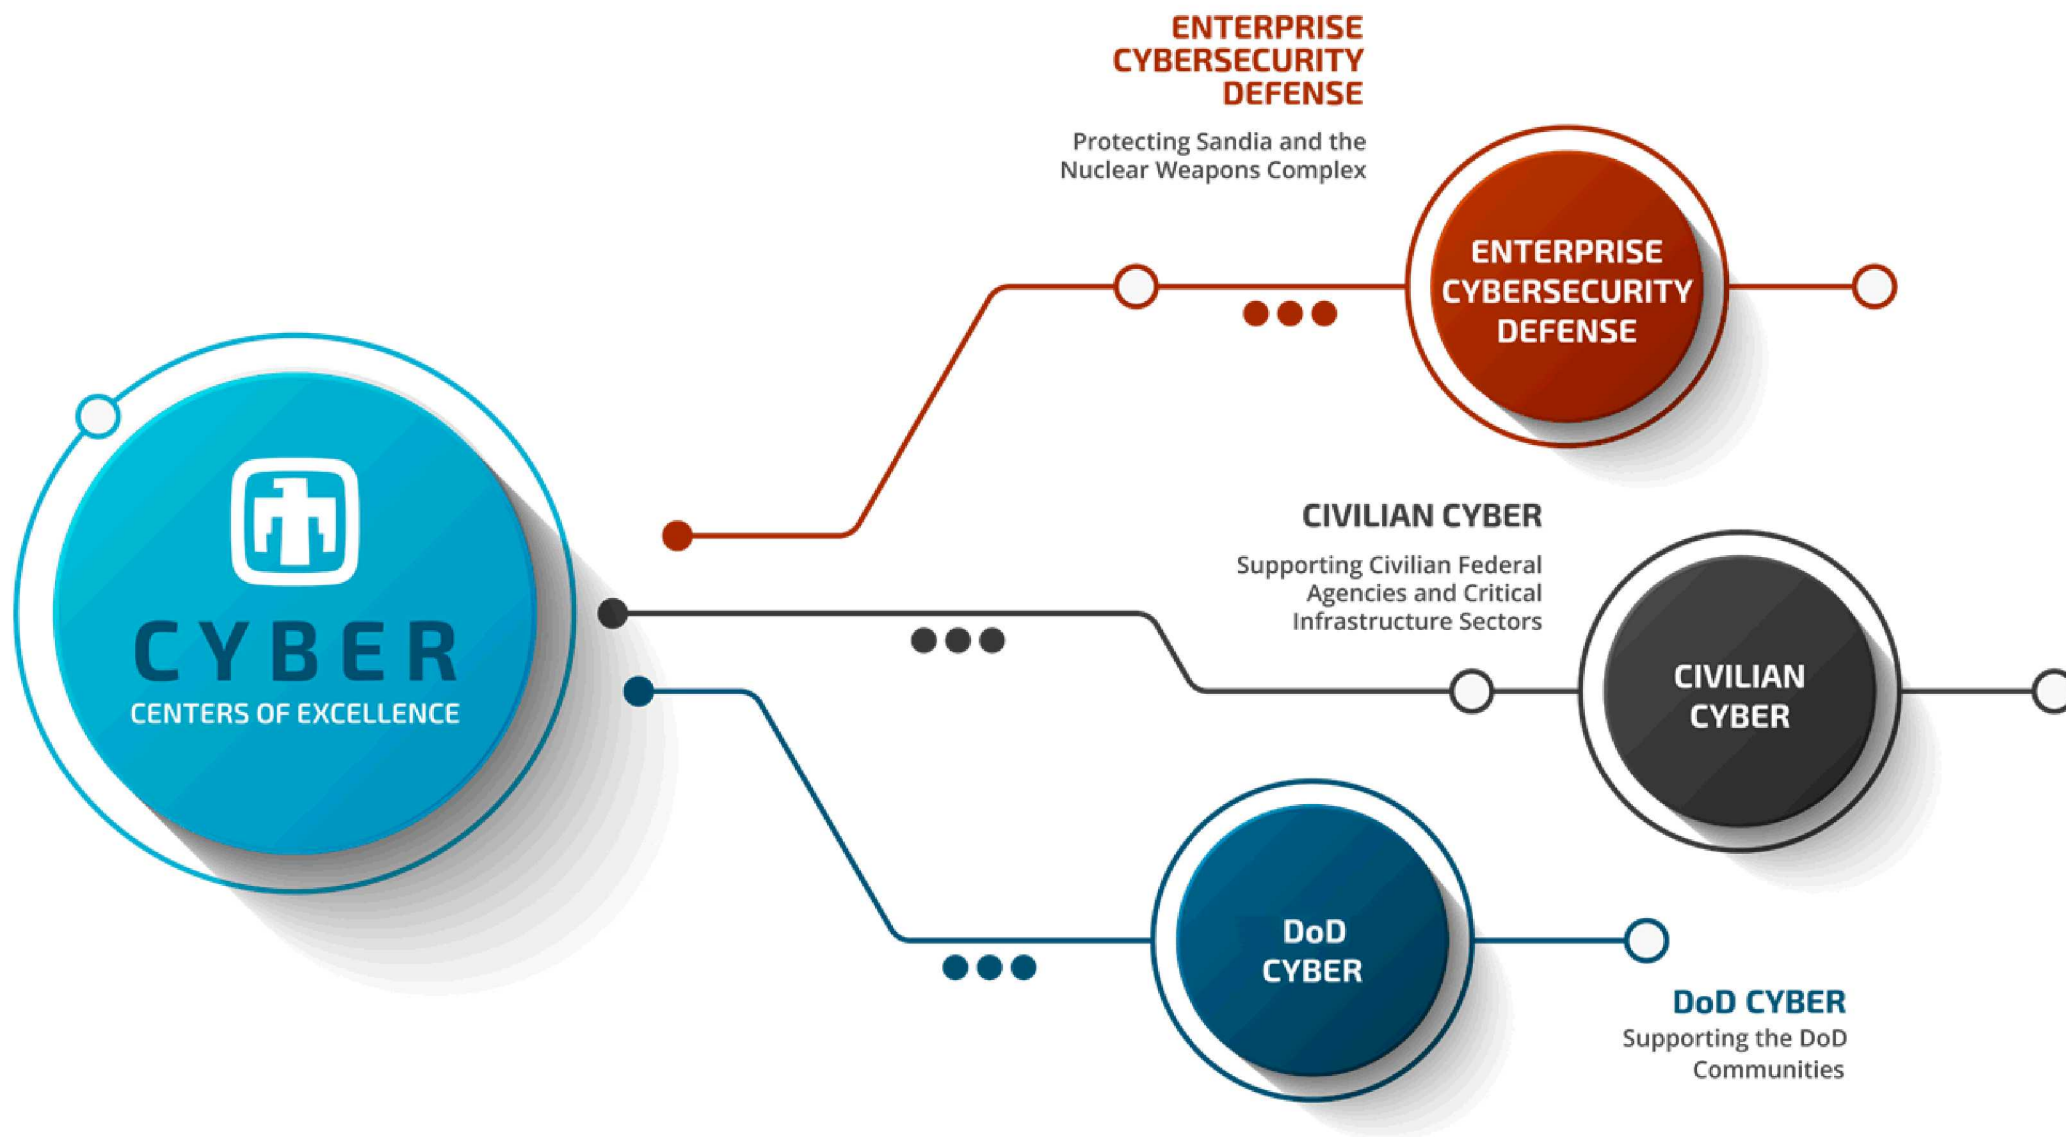 CYBER
CENTERS OF EXCELLENCE
ENTERPRISE
CYBERSECURITY
DEFENSE
Protecting Sandia and the
Nuclear Weapons Complex
ENTERPRISE
CYBERSECURITY
DEFENSE
CIVILIAN CYBER
Supporting Civilian Federal
Agencies and Critical
Infrastructure Sectors
CIVILIAN
CYBER
DoD
CYBER
DoD CYBER
Supporting the DoD
Communities